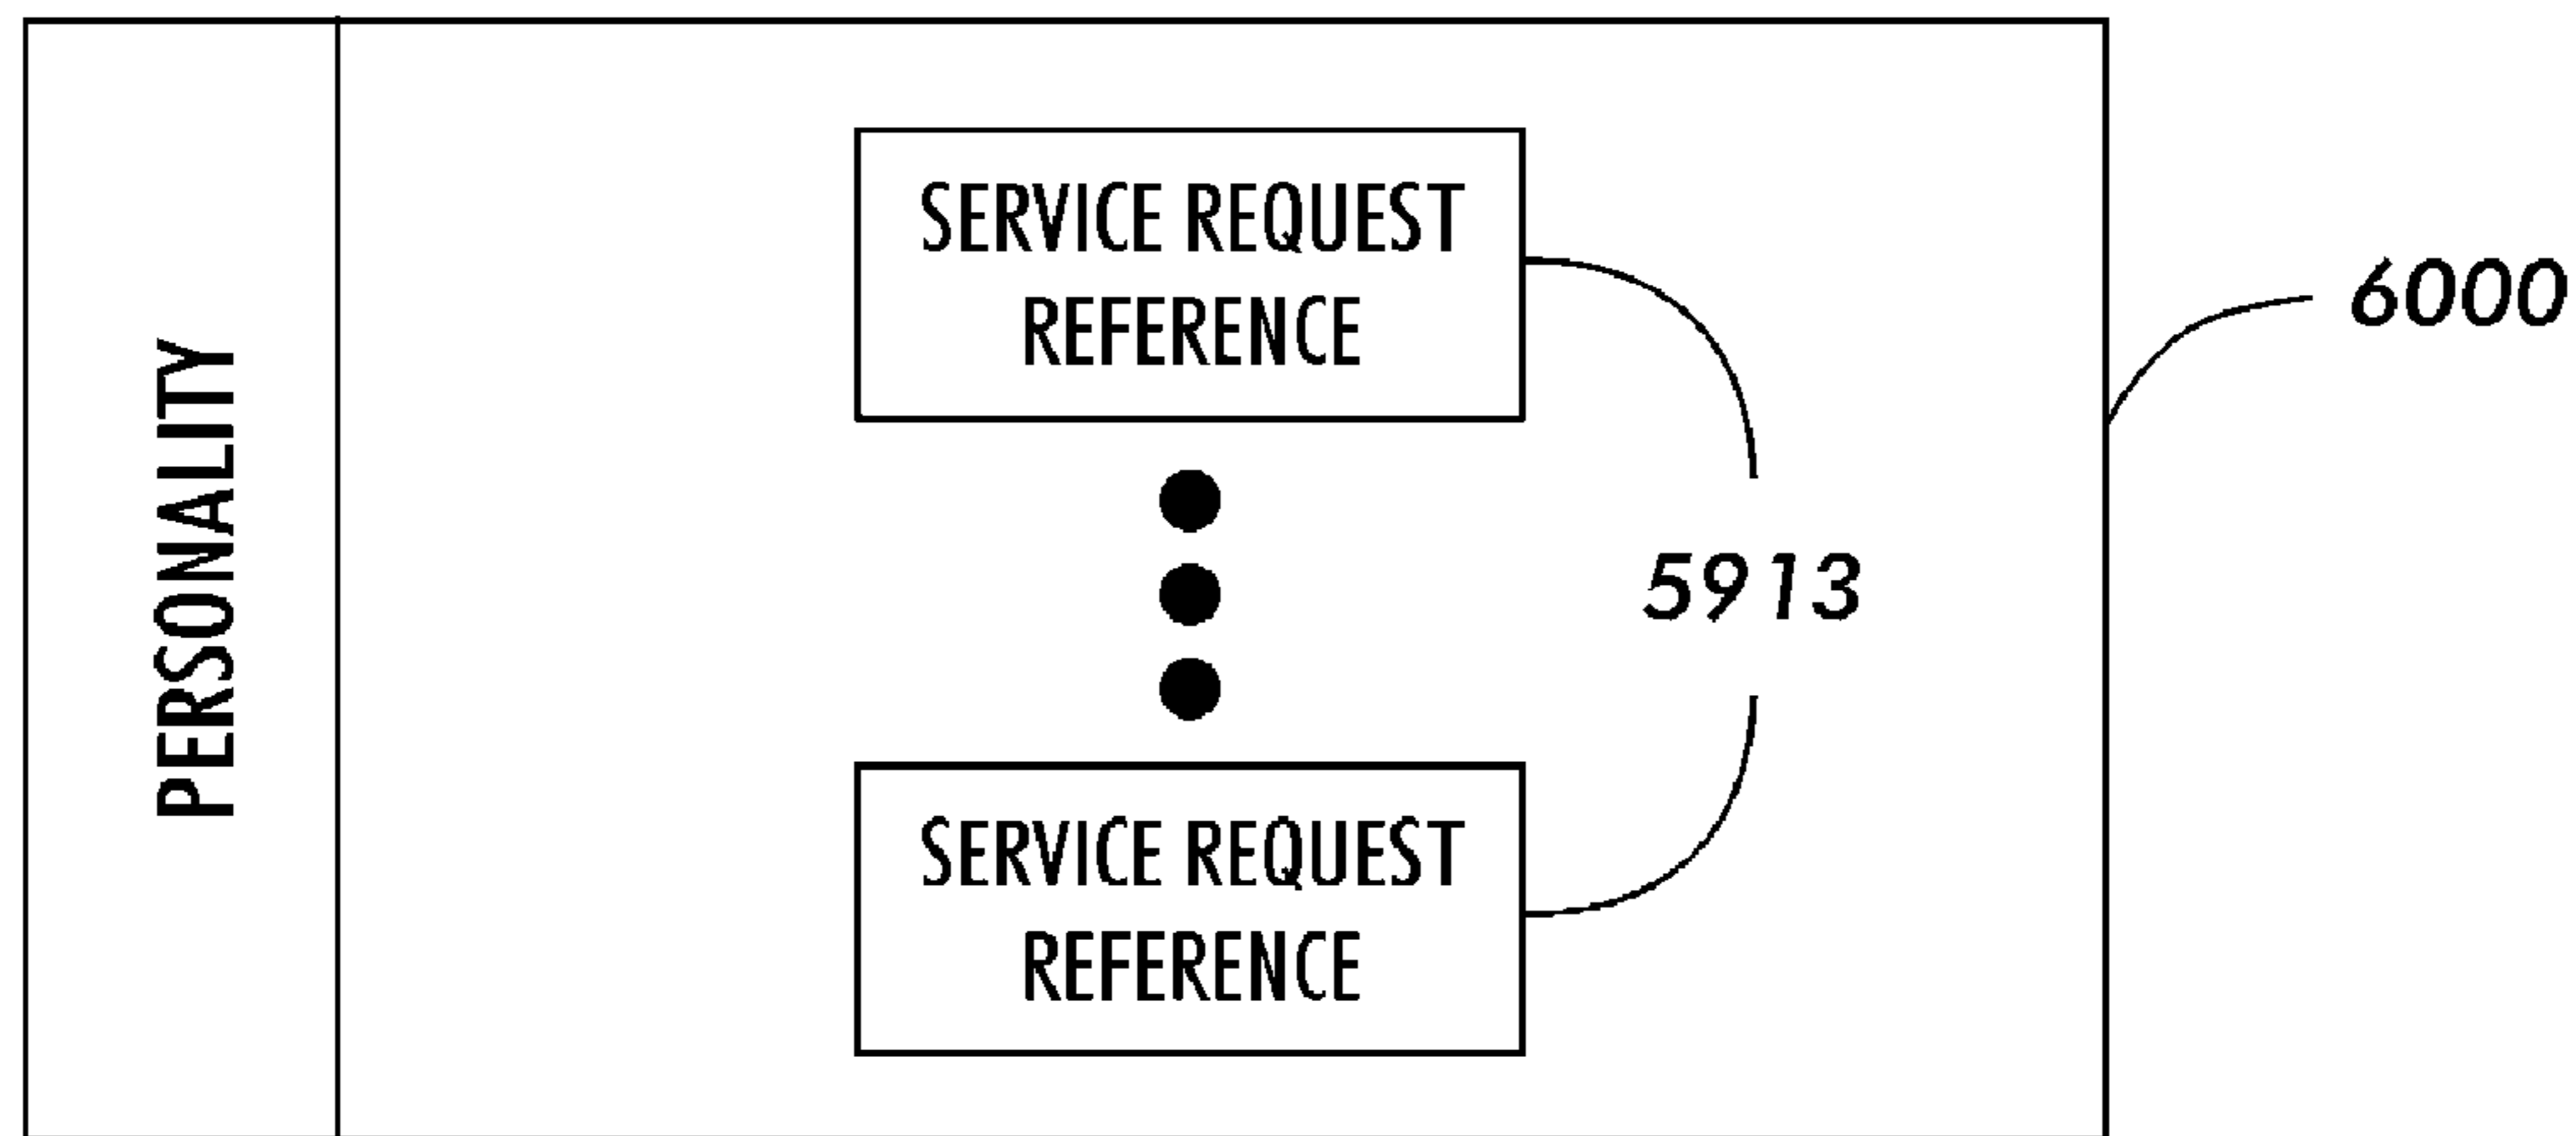 PERSONALITY
SERVICE REQUEST
REFERENCE
6000
5913
SERVICE REQUEST
REFERENCE